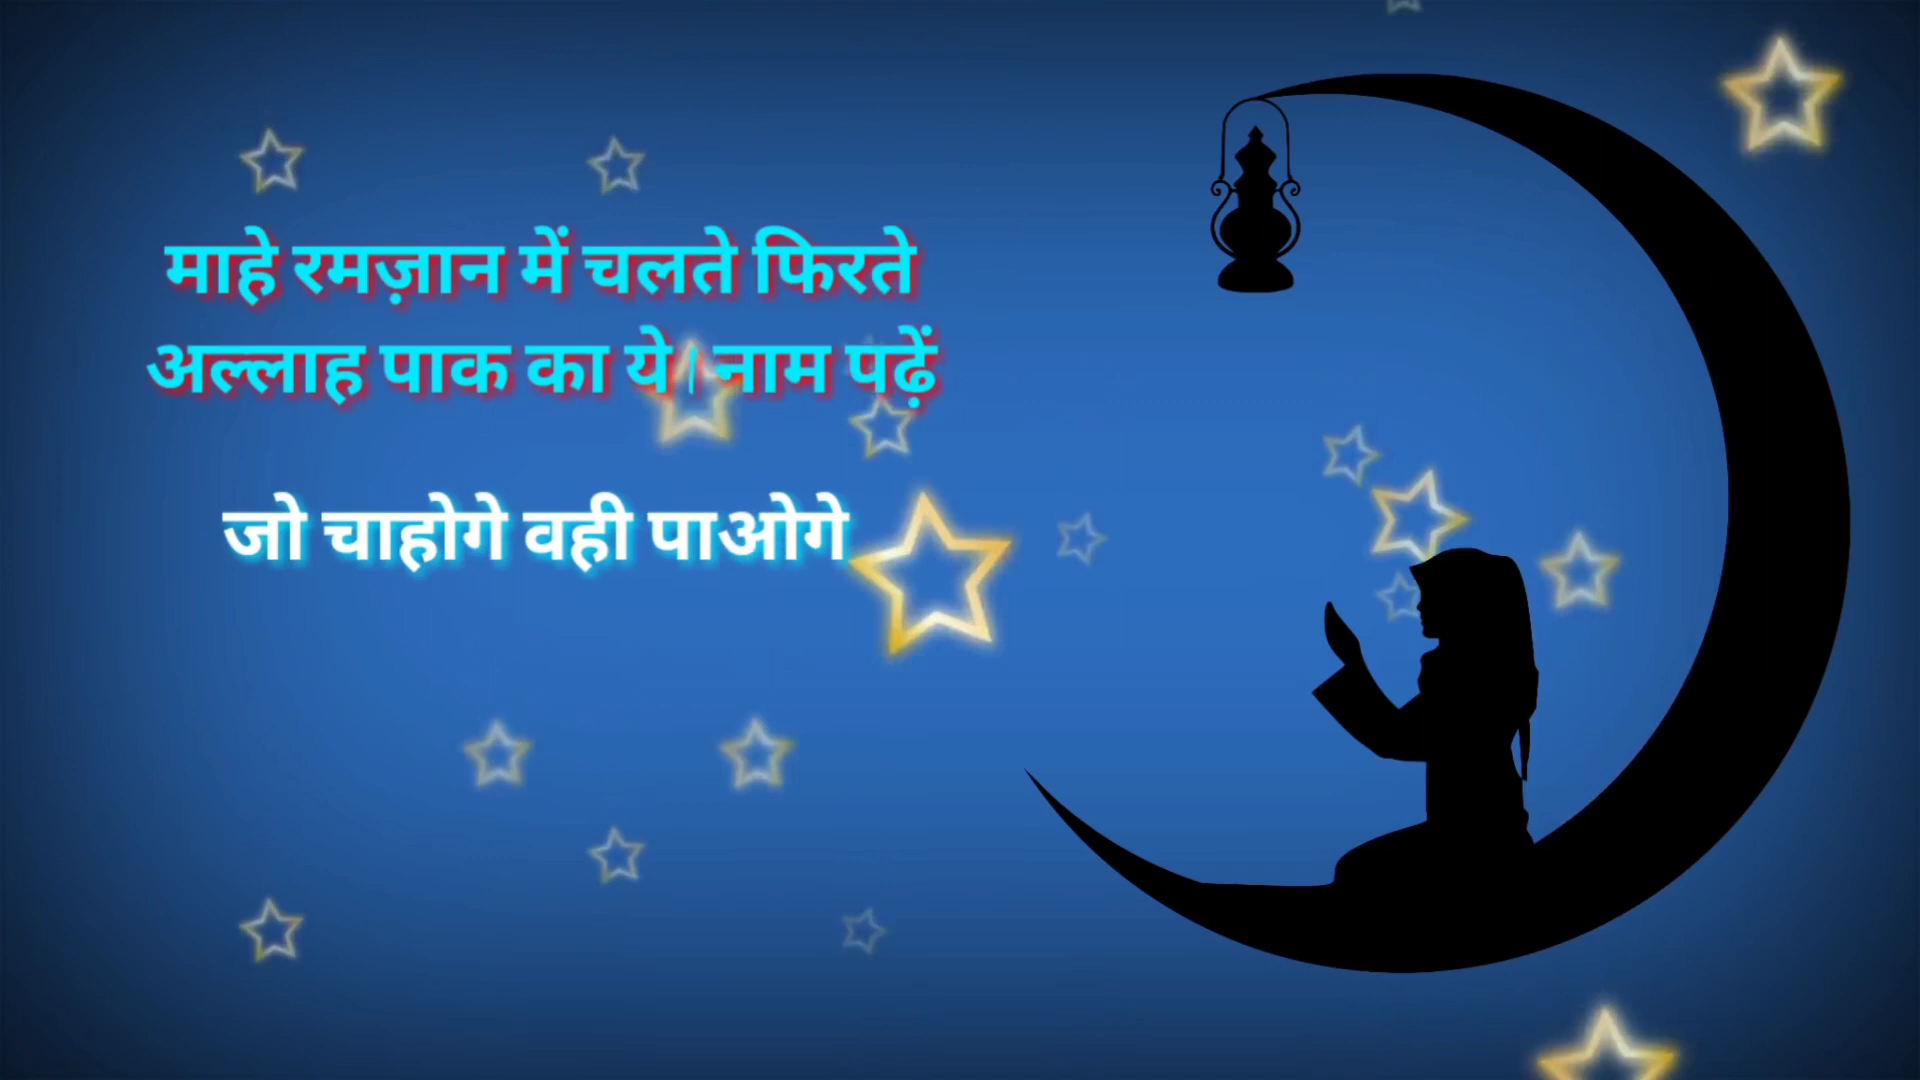 माहे रमज़ान में चलते फिरते
अल्लाह पाक का ये। नाम पढ़ें
जो चाहोगे वही पाओगे